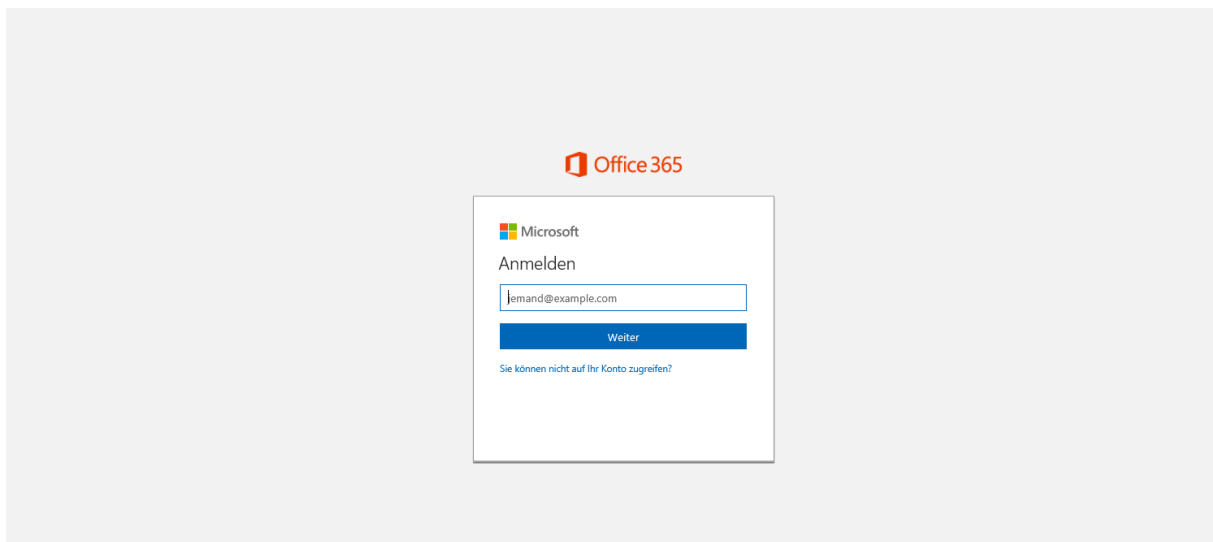 Office 365
Microsoft
Anmelden
jemand@example.com
Weiter
Sie können nicht auf Ihr Konto zugreifen?